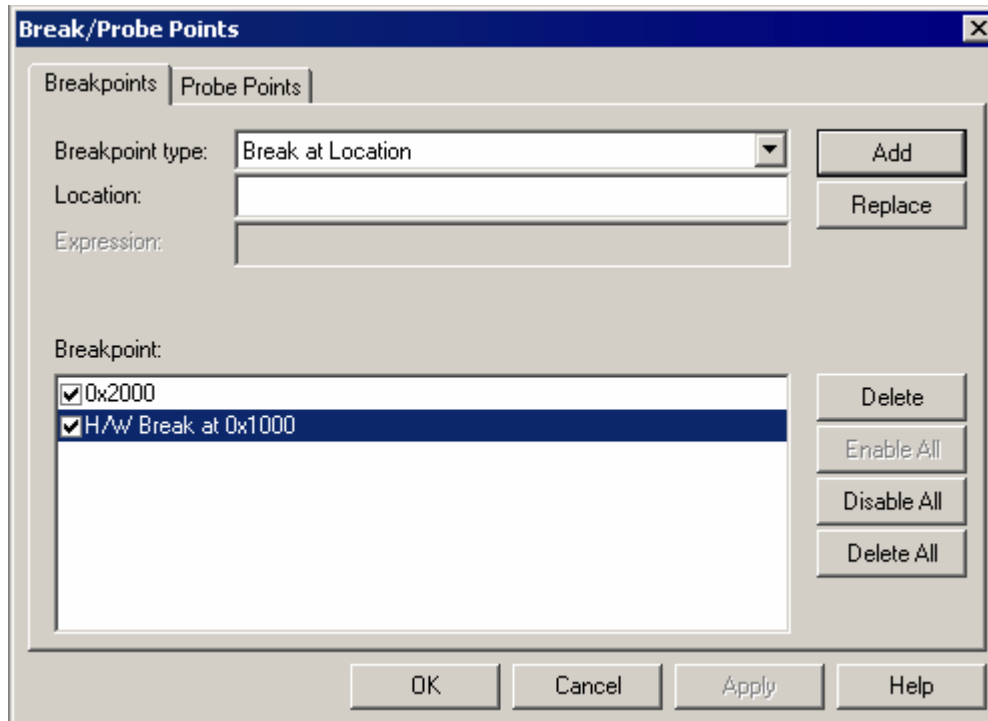 Break/Probe Points
Breakpoints
Probe Points
Breakpoint type:
Break at Location
Add
Location:
Replace
Expression:
Breakpoint:
0x2000
Delete
H/W Break at 0x1000
Enable All
Disable All
Delete All
OK
Cancel
Apply
Help